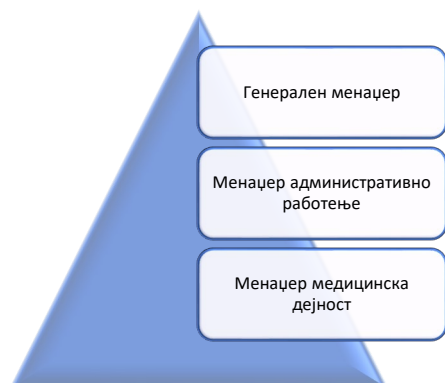 Генерален менаџер
Менаџер административно
работење
Менаџер медицинска
дејност